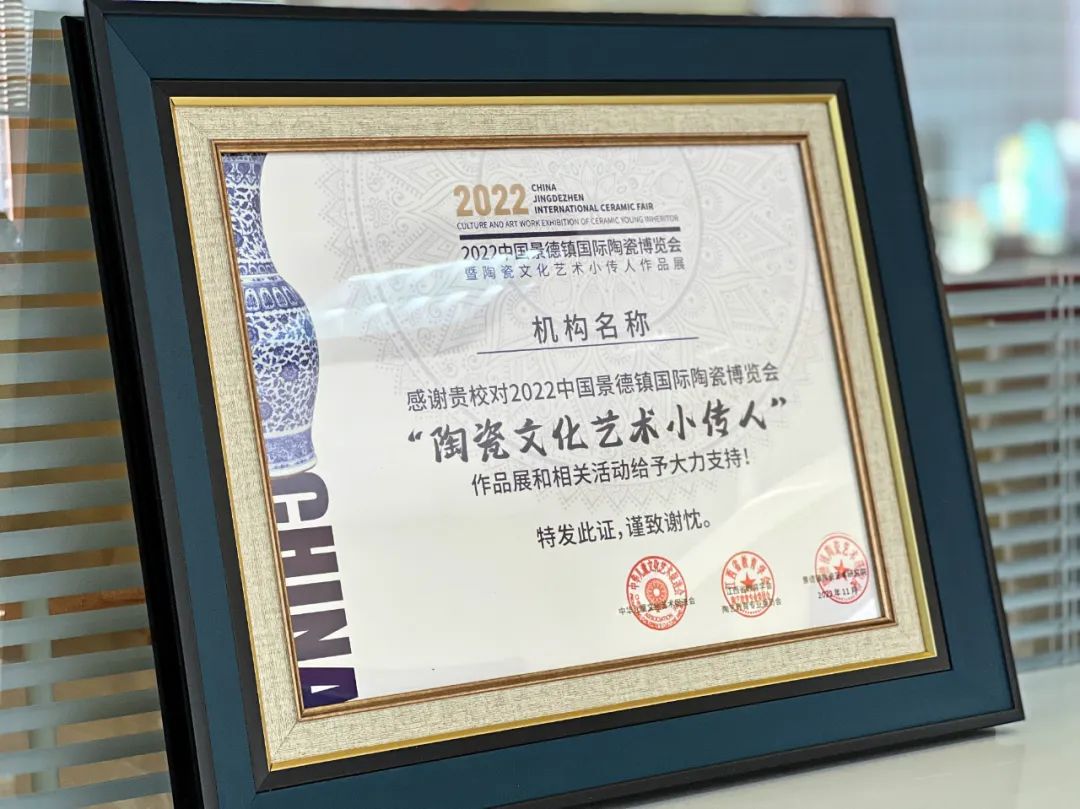 2022 CHINA
JINGDEZHEN
INTERNATIONAL CERAMIC FAIR
CULTURE AND ART WORK EXHIBITION OF CERAMIC YOUNG INHERITOR
2022中国景德镇国际陶瓷博览会
暨陶瓷文化艺术小传人作品展
机构名称
感谢贵校对2022中国景德镇国际陶瓷博览会
“陶瓷文化艺术小传人”
作品展和相关活动给予大力支持！
特发此证，谨致谢忱。
CHINA